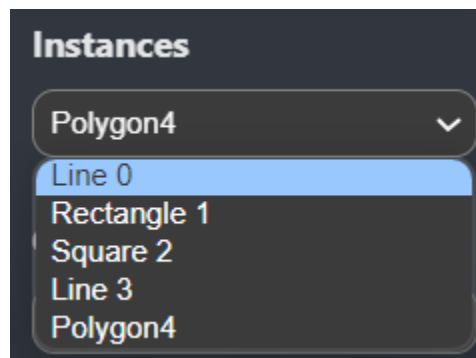 Instances
Polygon4
Line 0
Rectangle 1
Square 2
Line 3
Polygon4